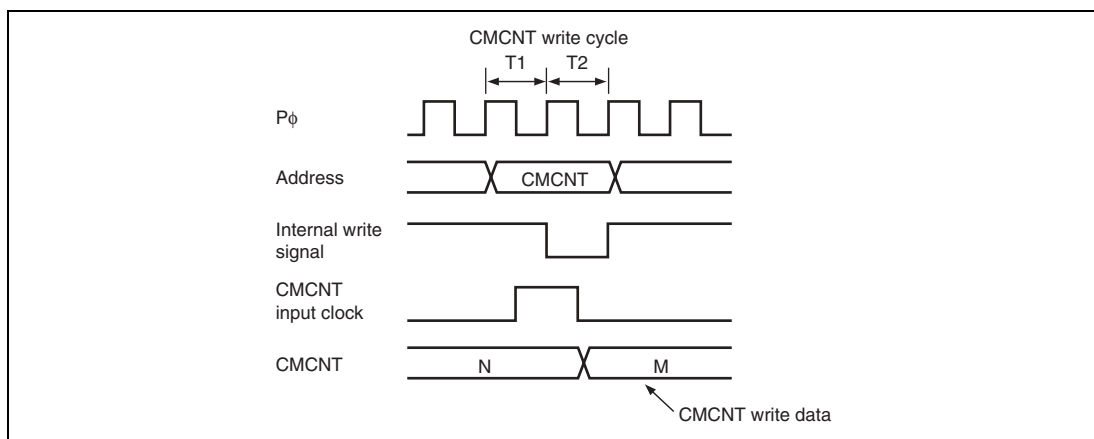 CMCNT write cycle
T1 T2
Pϕ
Address
CMCNT
Internal write
signal
CMCNT
input clock
CMCNT
N
M
CMCNT write data